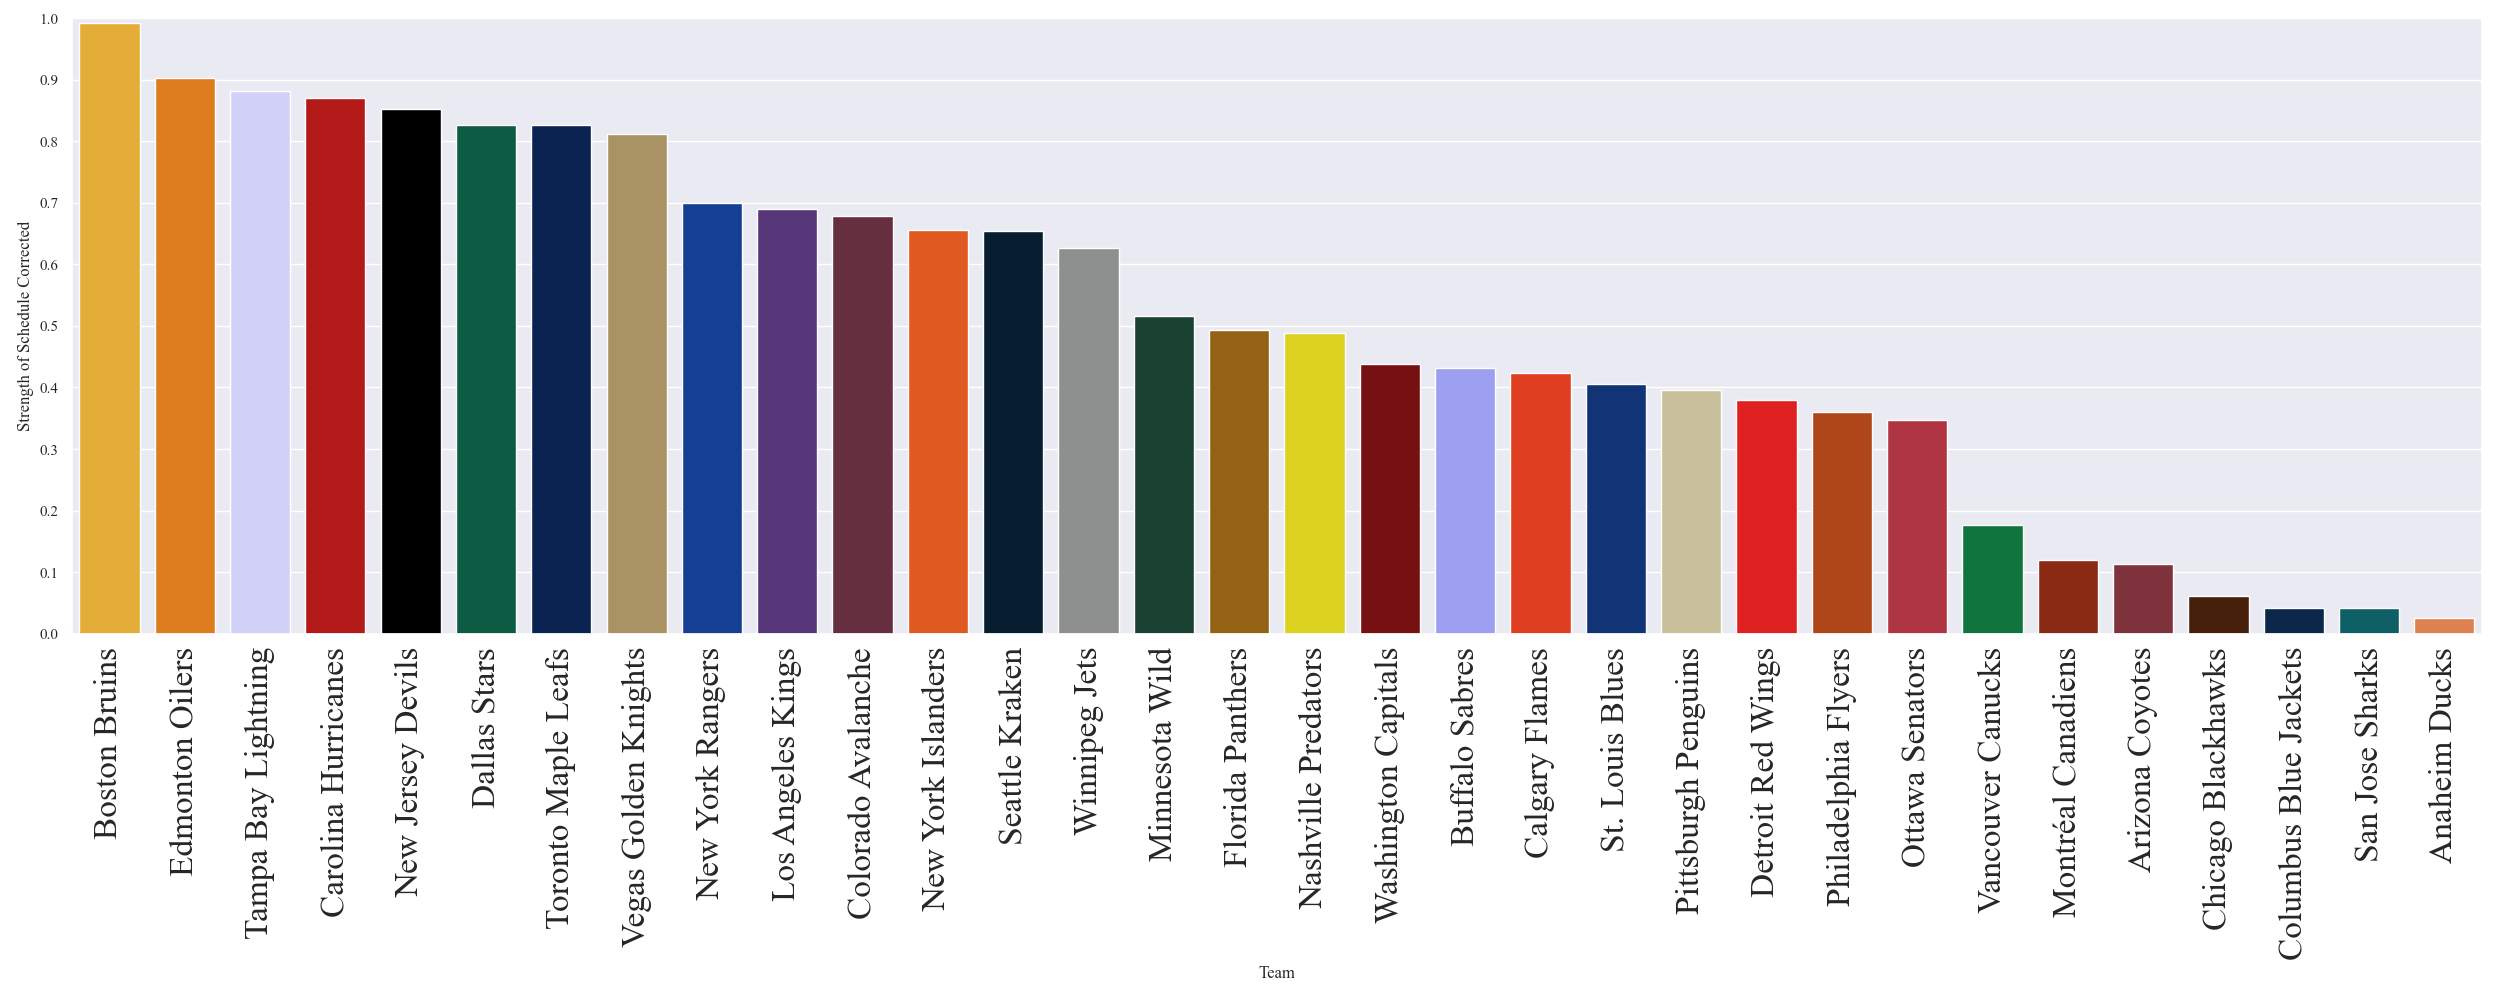 1.0
0.9
0.8
0.7
0.6
0.5
0.4
0.3
0.2
0.1
0.0
Strength of Schedule Corrected
Boston Bruins
Edmonton Oilers
Tampa Bay Lightning
Carolina Hurricanes
New Jersey Devils
Dallas Stars
Toronto Maple Leafs
Vegas Golden Knights
New York Rangers
Los Angeles Kings
Colorado Avalanche
New York Islanders
Seattle Kraken
Winnipeg Jets
Minnesota Wild
Florida Panthers
Nashville Predators
Washington Capitals
Buffalo Sabres
Calgary Flames
St. Louis Blues
Pittsburgh Penguins
Detroit Red Wings
Philadelphia Flyers
Ottawa Senators
Vancouver Canucks
Montréal Canadiens
Arizona Coyotes
Chicago Blackhawks
Columbus Blue Jackets
San Jose Sharks
Anaheim Ducks
Team